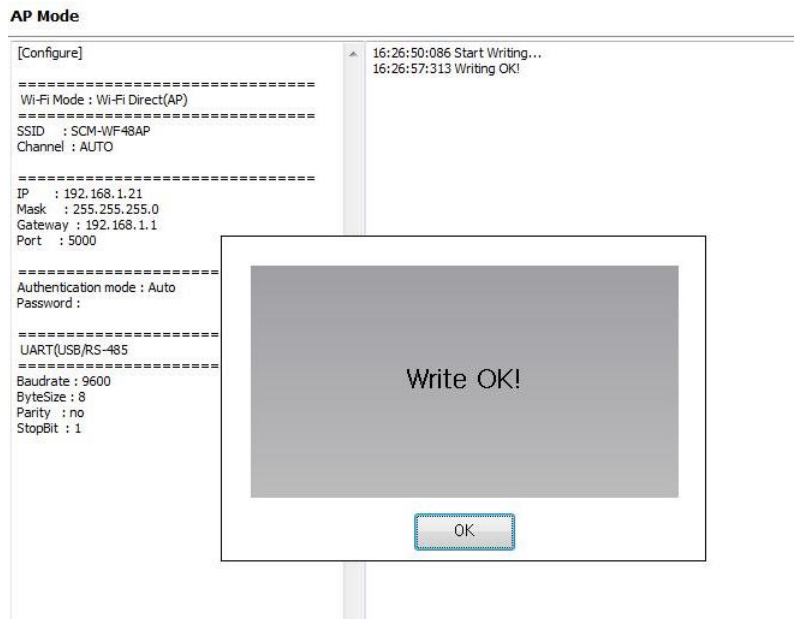 AP Mode
[Configure]
===============================
Wi-Fi Mode : Wi-Fi Direct(AP)
===============================
SSID : SCM-WF48AP
Channel : AUTO
===============================
IP : 192.168.1.21
Mask : 255.255.255.0
Gateway : 192.168.1.1
Port : 5000
=====================
Authentication mode : Auto
Password :
=====================
UART(USB/RS-485
=====================
Baudrate : 9600
ByteSize : 8
Parity : no
StopBit : 1
16:26:50:086 Start Writing...
16:26:57:313 Writing OK!
Write OK!
OK